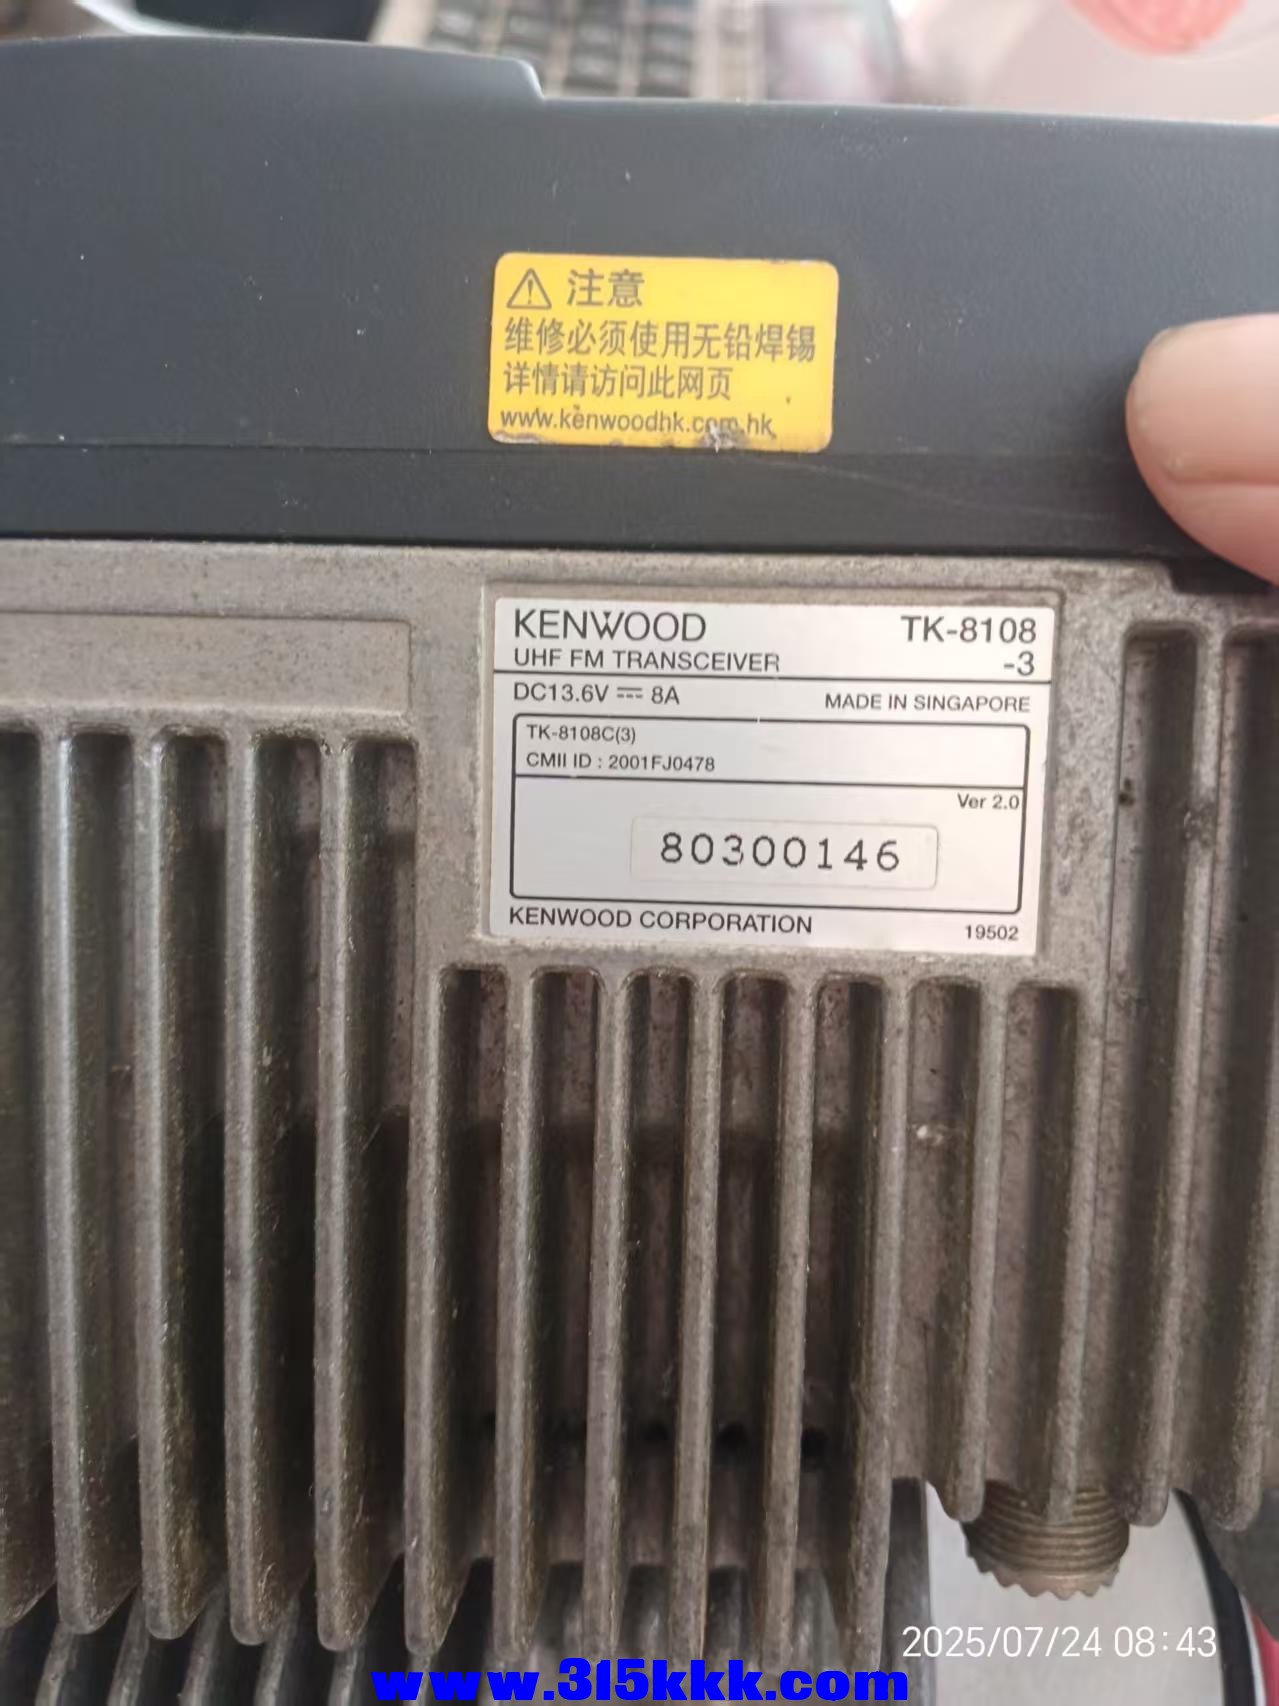 注意
维修必须使用无铅焊锡
详情请访问此网页
www.kenwoodhk.com.hk
KENWOOD TK-8108
UHF FM TRANSCEIVER -3
DC13.6V ⎓ 8A MADE IN SINGAPORE
TK-8108C(3)
CMII ID : 2001FJ0478
Ver 2.0
80300146
KENWOOD CORPORATION 19502
2025/07/24 08:43
www.315kkk.com